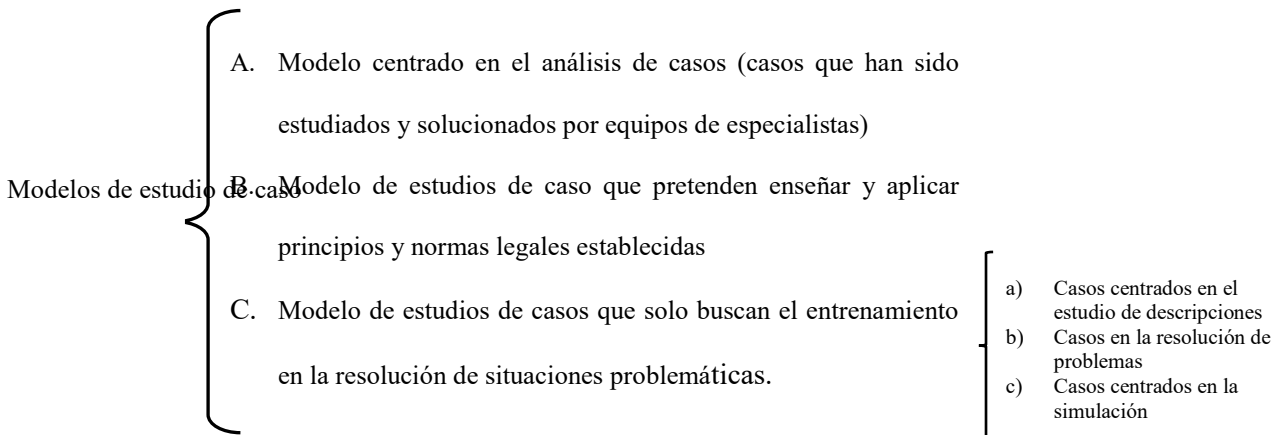 A. Modelo centrado en el análisis de casos (casos que han sido
estudiados y solucionados por equipos de especialistas)
Modelos de estudio de caso
B. Modelo de estudios de caso que pretenden enseñar y aplicar
principios y normas legales establecidas
C. Modelo de estudios de casos que solo buscan el entrenamiento
en la resolución de situaciones problemáticas.
a) Casos centrados en el
estudio de descripciones
b) Casos en la resolución de
problemas
c) Casos centrados en la
simulación